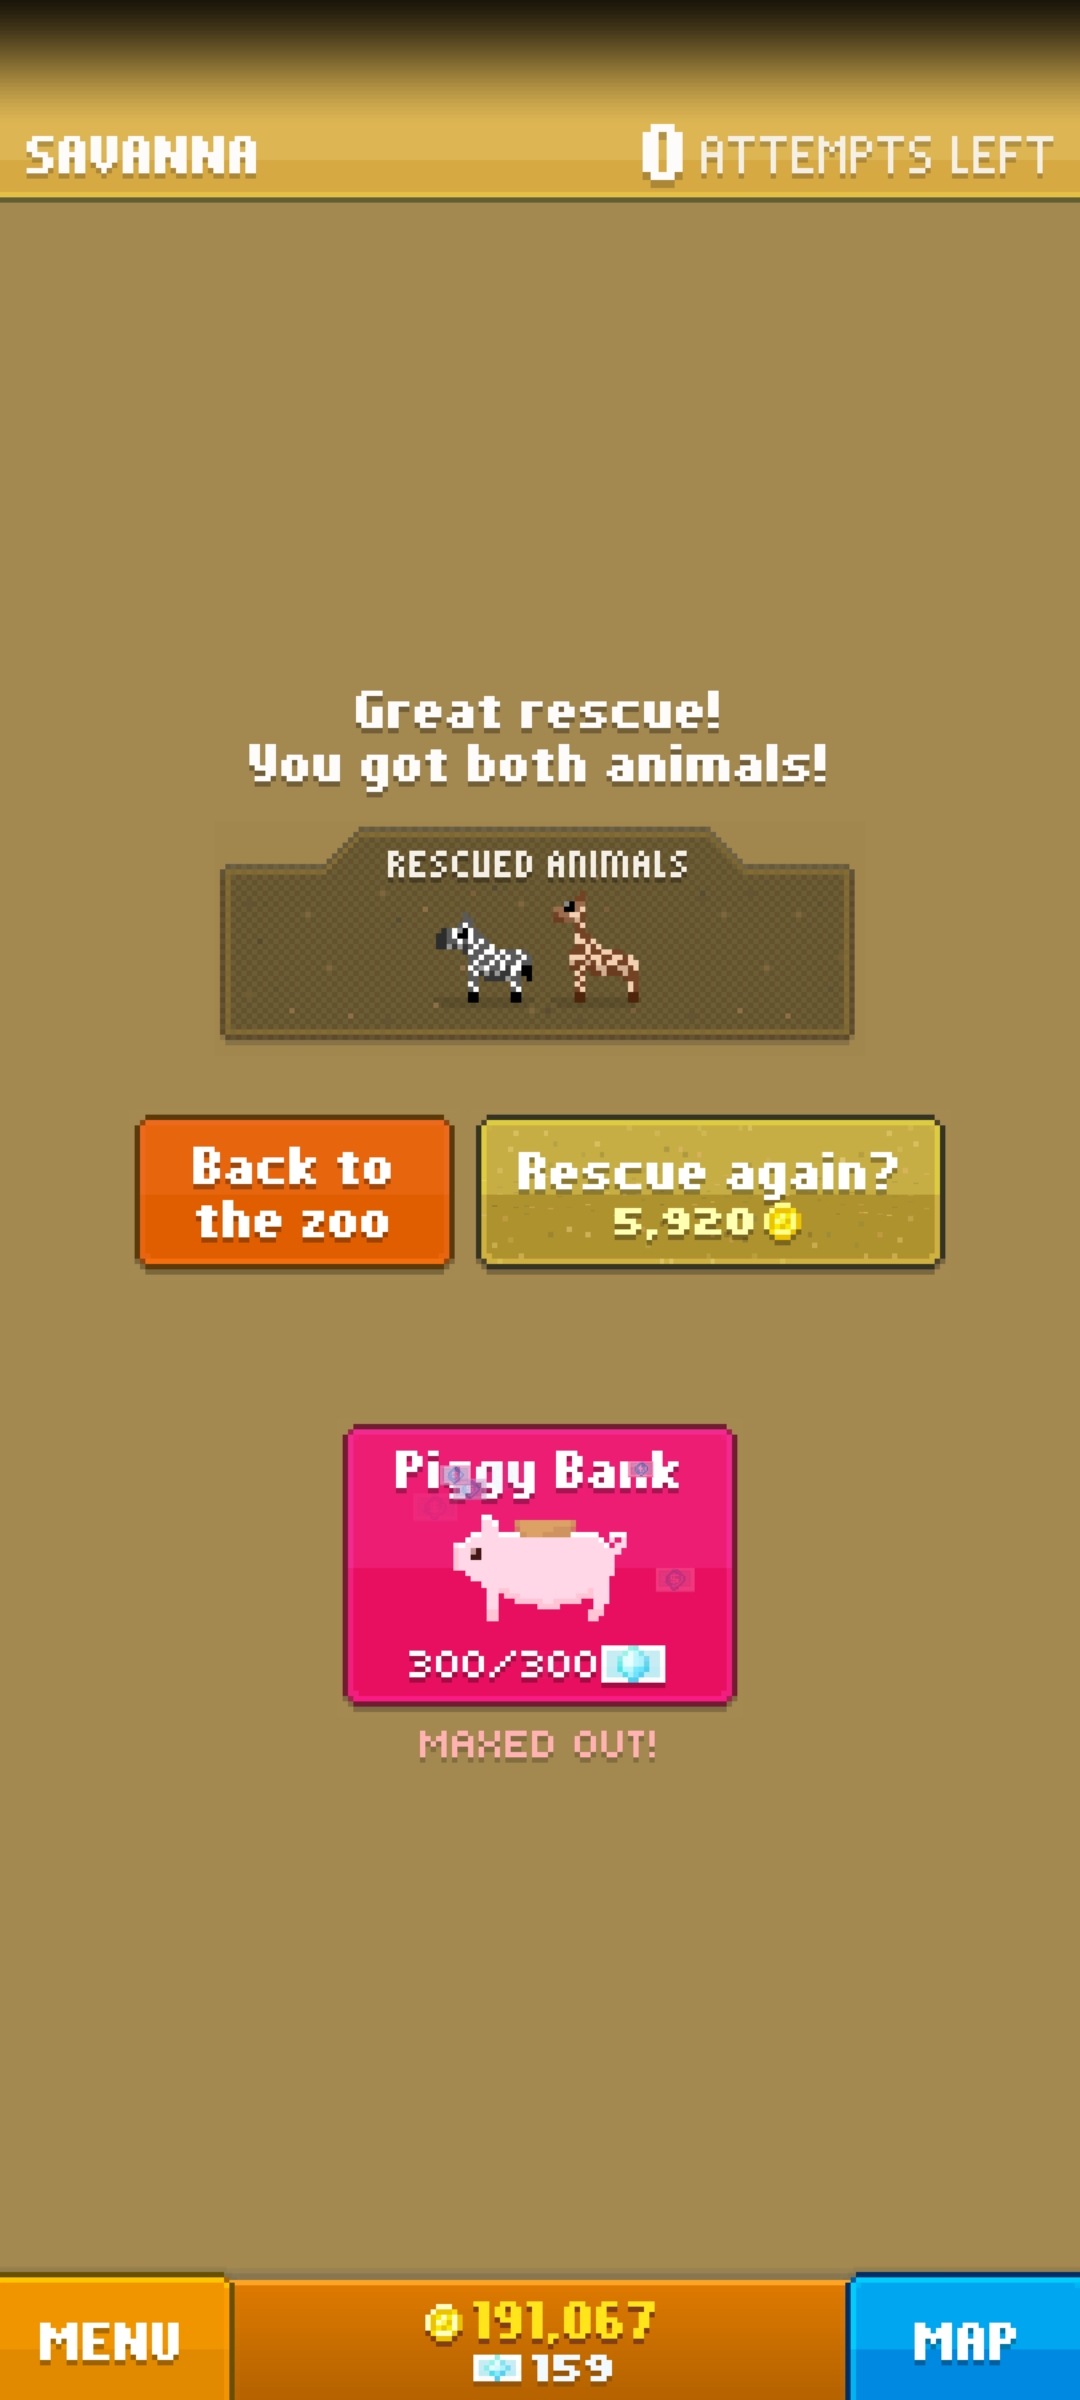 SAVANNA
0 ATTEMPTS LEFT
Great rescue!
You got both animals!
RESCUED ANIMALS
Back to
the zoo
Rescue again?
5,920
Piggy Bank
300/300
MAXED OUT!
MENU
191,067
159
MAP